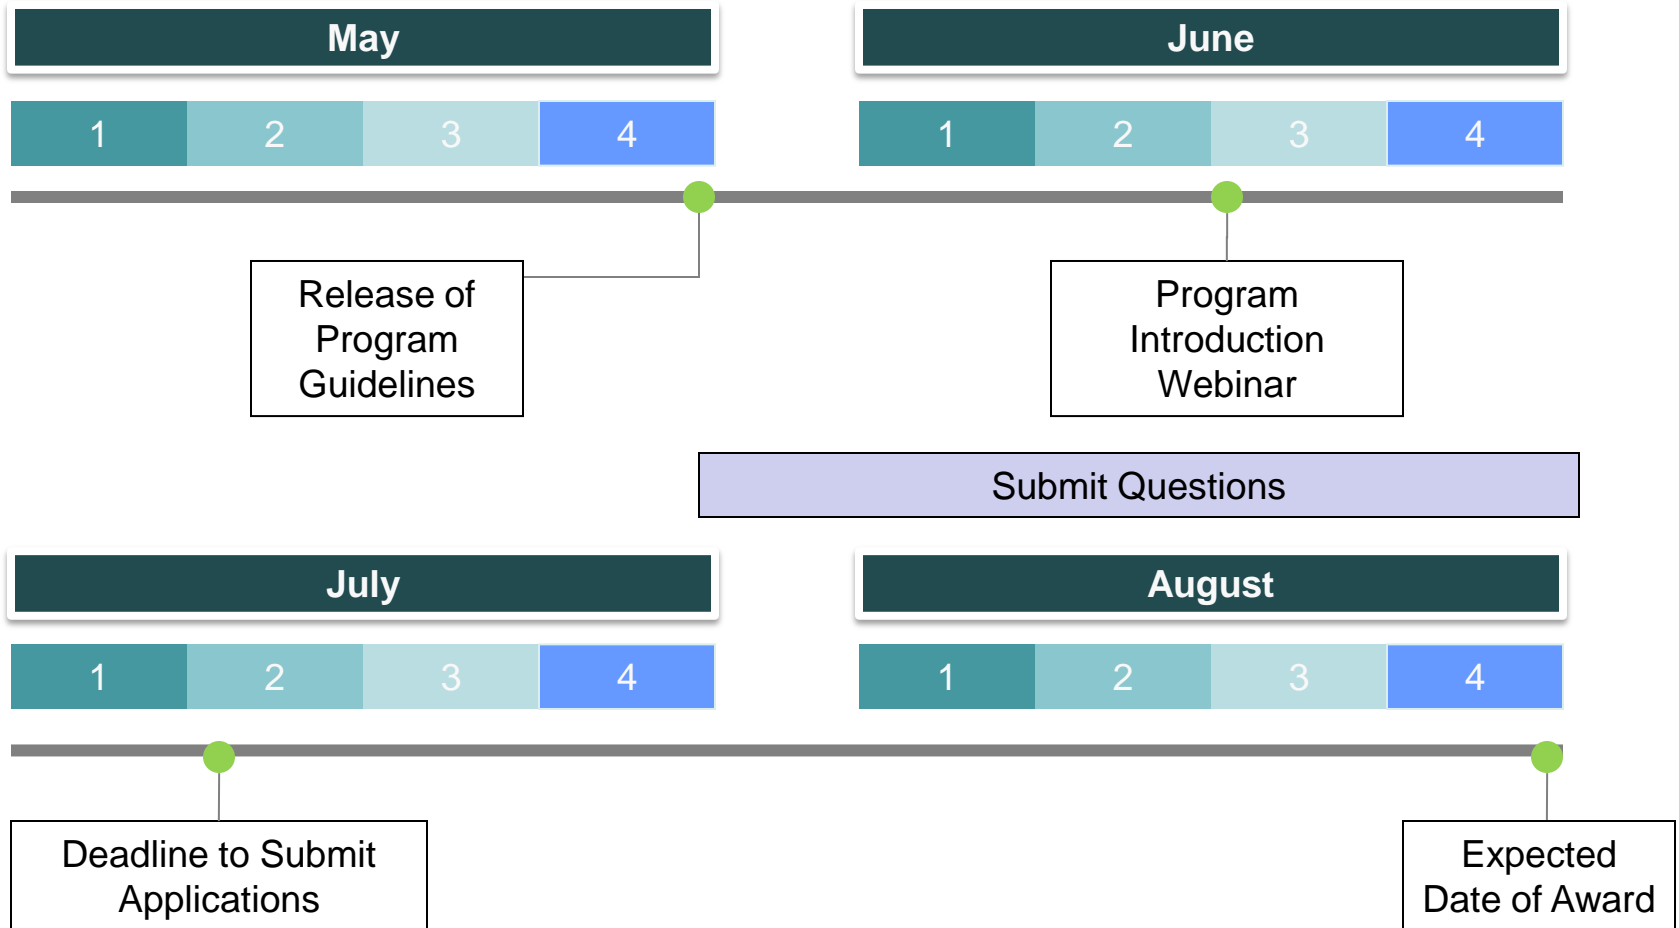 May
June
1 2 3 4
1 2 3 4
Release of
Program
Guidelines
Program
Introduction
Webinar
Submit Questions
July
August
1 2 3 4
1 2 3 4
Deadline to Submit
Applications
Expected
Date of Award